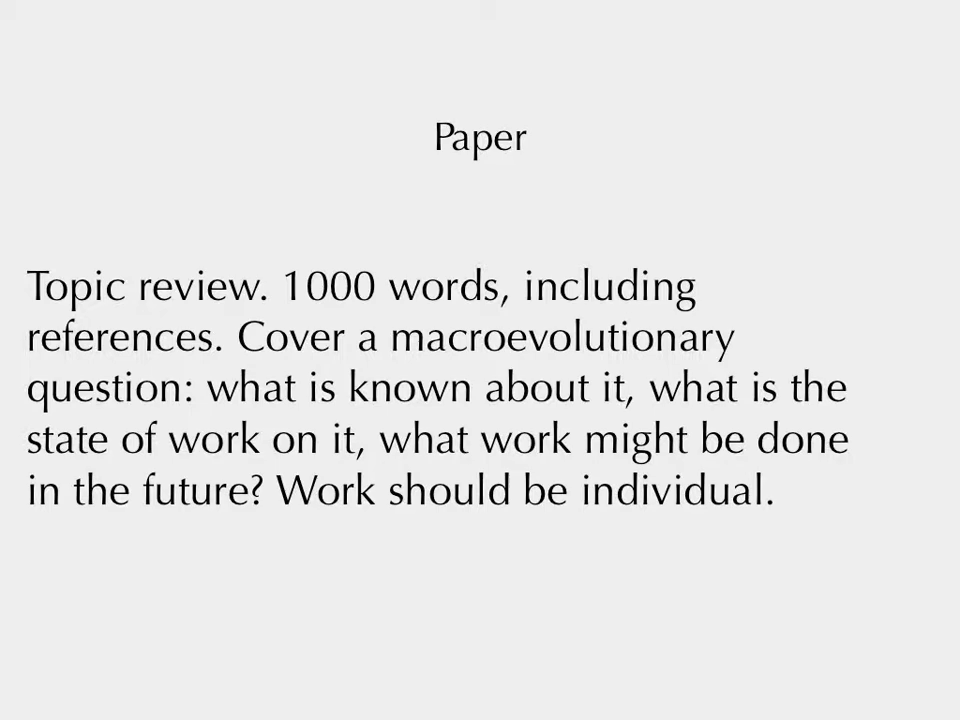 Paper
Topic review. 1000 words, including
references. Cover a macroevolutionary
question: what is known about it, what is the
state of work on it, what work might be done
in the future? Work should be individual.